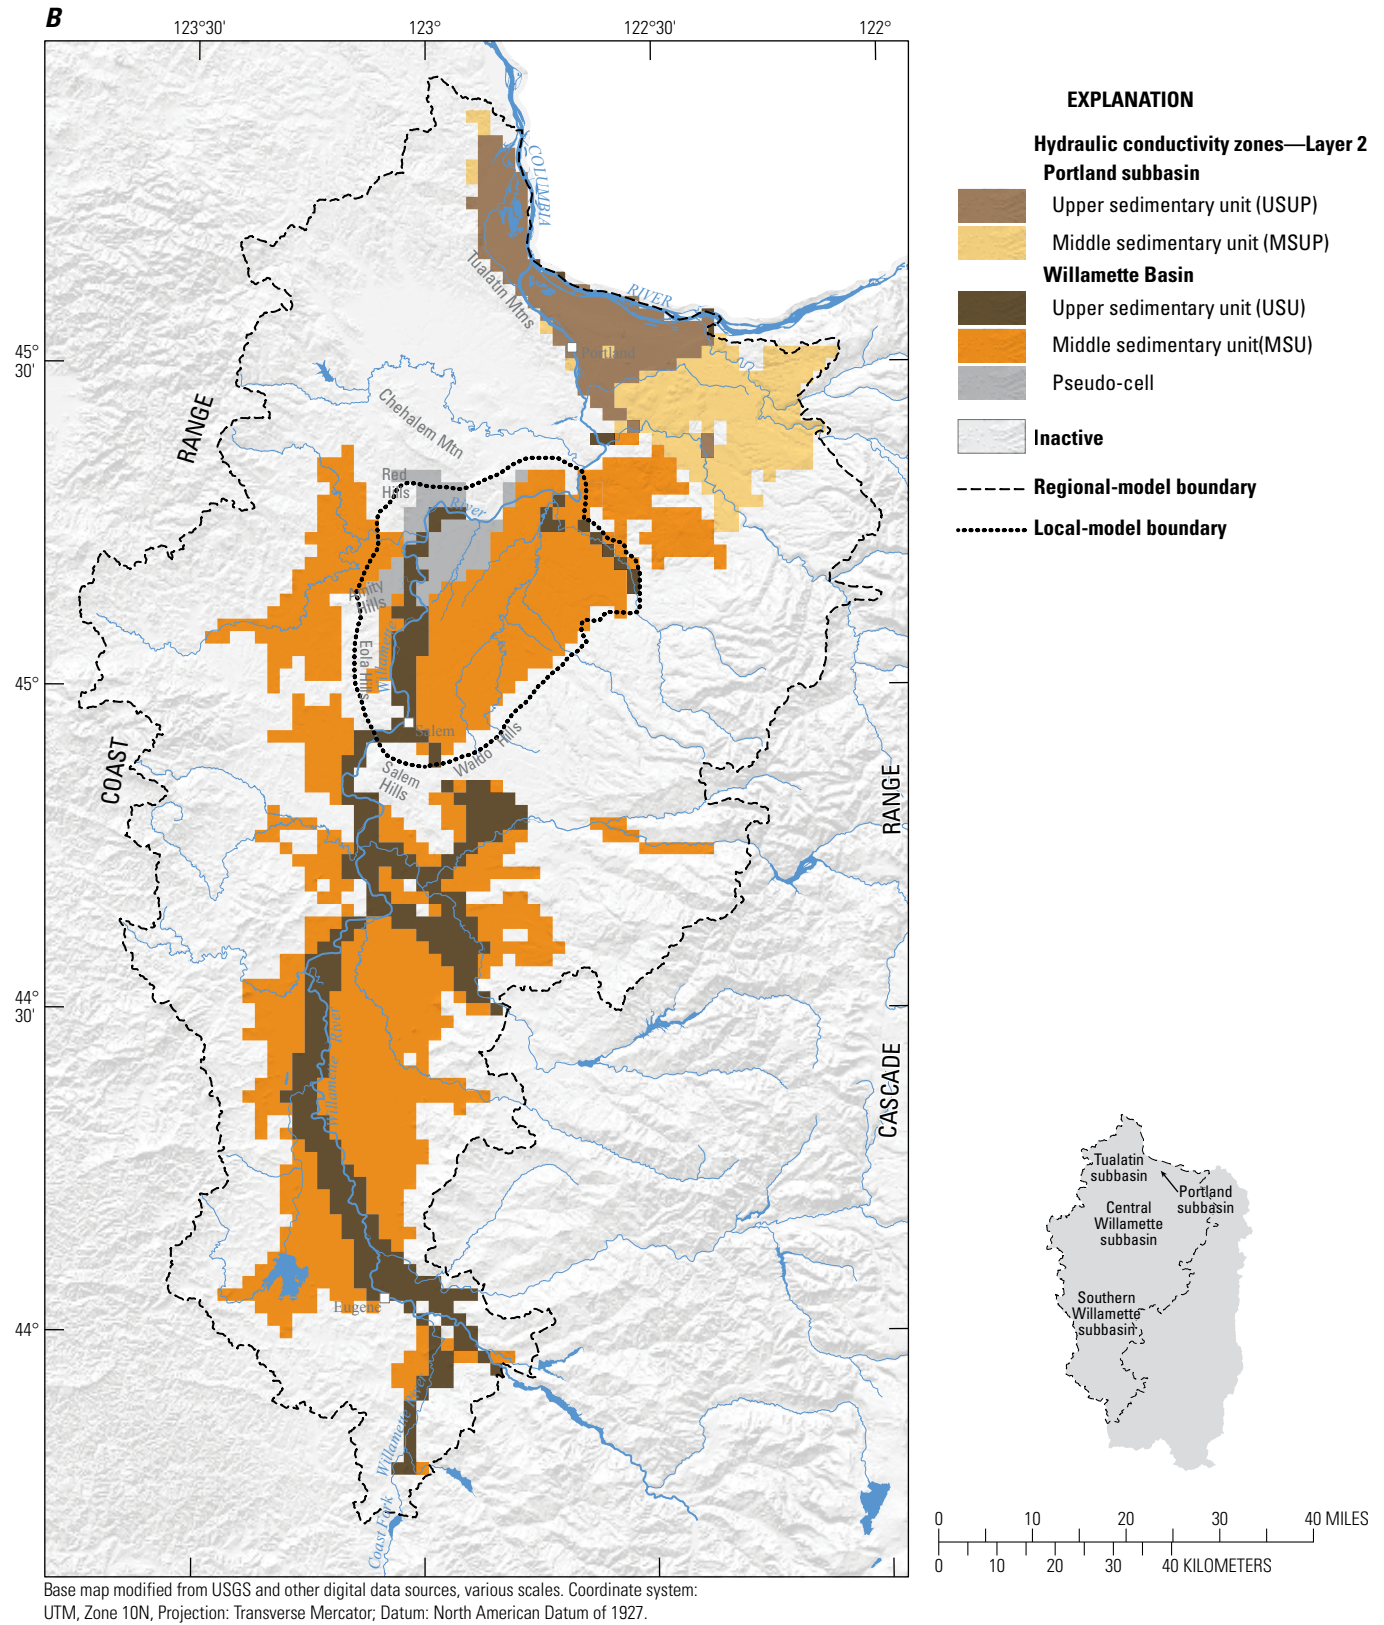 B
123°30' 123° 122°30' 122°
COLUMBIA
RIVER
Tualatin Mtns
Portland
45°
30'
RANGE
Chehalem Mtn
Red
Hills
River
Amity
Hills
Eola Hills
Willamette
45°
Salem
Waldo Hills
Salem
Hills
COAST
RANGE
44°
30'
Willamette River
CASCADE
Eugene
44°
Willamette River
Coast Fork
EXPLANATION
Hydraulic conductivity zones—Layer 2
Portland subbasin
Upper sedimentary unit (USUP)
Middle sedimentary unit (MSUP)
Willamette Basin
Upper sedimentary unit (USU)
Middle sedimentary unit(MSU)
Pseudo-cell
Inactive
Regional-model boundary
Local-model boundary
Tualatin
subbasin
Portland
subbasin
Central
Willamette
subbasin
Southern
Willamette
subbasin
0 10 20 30 40 MILES
0 10 20 30 40 KILOMETERS
Base map modified from USGS and other digital data sources, various scales. Coordinate system:
UTM, Zone 10N, Projection: Transverse Mercator; Datum: North American Datum of 1927.